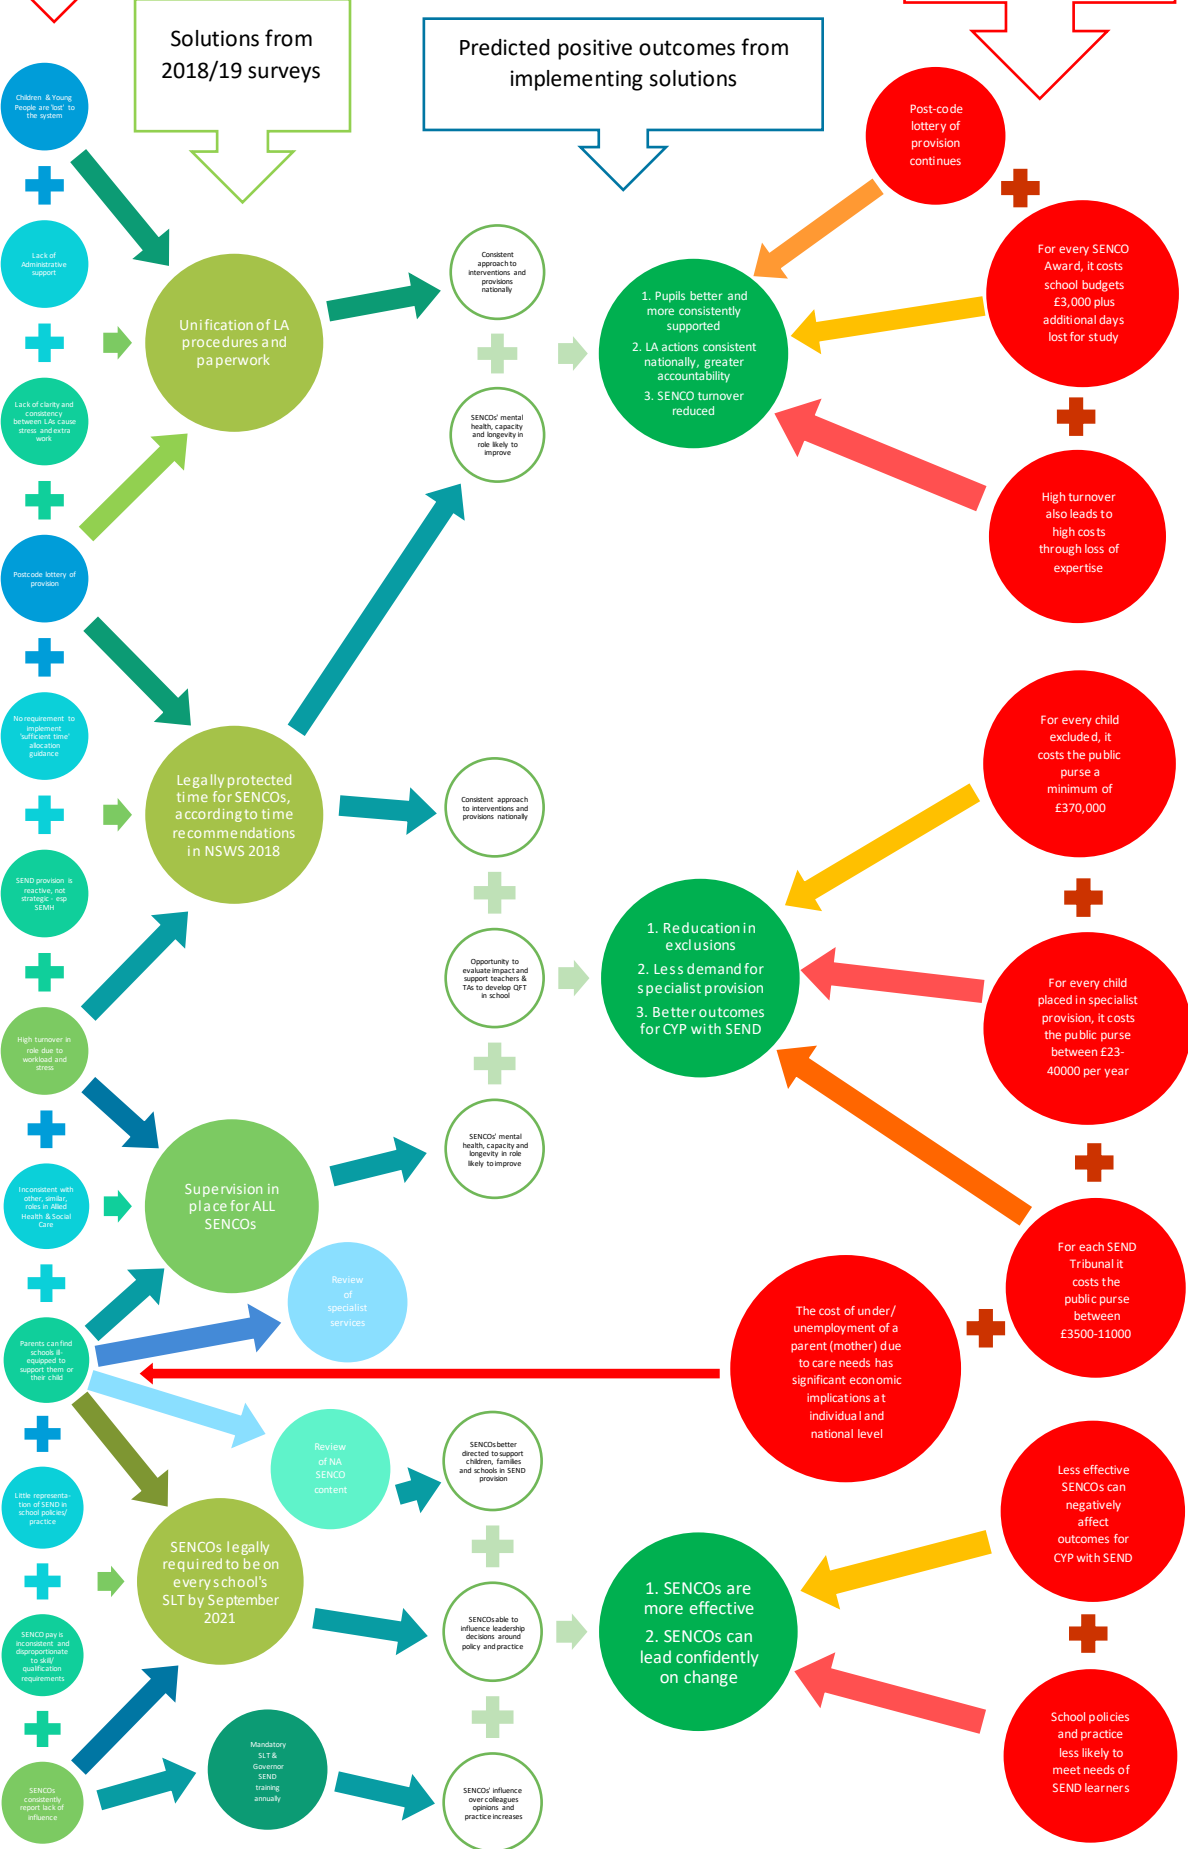 Solutions from
2018/19 surveys
Predicted positive outcomes from
implementing solutions
Children & Young
People are 'lost' to
the system
Lack of
Administrative
support
Lack of clarity and
consistency
between LAs cause
stress and extra
work
Postcode lottery of
provision
No requirement to
implement
'sufficient time'
allocation
guidance
SEND provision is
reactive, not
strategic - esp
SEMH
High turnover in
role due to
workload and
stress
Inconsistent with
other, similar,
roles in Allied
Health & Social
Care
Parents can find
schools ill-
equipped to
support them or
their child
Little representa-
tion of SEND in
school policies/
practice
SENCO pay is
inconsistent and
disproportionate
to skill/
qualification
requirements
SENCOs
consistently
report lack of
influence
Unification of LA
procedures and
paperwork
Legally protected
time for SENCOs,
according to time
recommendations
in NSWS 2018
Supervision in
place for ALL
SENCOs
Review
of
specialist
services
Review
of NA
SENCO
content
SENCOs legally
required to be on
every school's
SLT by September
2021
Mandatory
SLT &
Governor
SEND
training
annually
Consistent
approach to
interventions and
provisions
nationally
SENCOs' mental
health, capacity
and longevity in
role likely to
improve
Consistent approach
to interventions and
provisions nationally
Opportunity to
evaluate impact and
support teachers &
TAs to develop QFT
in school
SENCOs' mental
health, capacity and
longevity in role
likely to improve
SENCOs better
directed to support
children, families
and schools in SEND
provision
SENCOs able to
influence leadership
decisions around
policy and practice
SENCOs' influence
over colleagues
opinions and
practice increases
1. Pupils better and
more consistently
supported
2. LA actions consistent
nationally, greater
accountability
3. SENCO turnover
reduced
1. Reducation in
exclusions
2. Less demand for
specialist provision
3. Better outcomes
for CYP with SEND
1. SENCOs are
more effective
2. SENCOs can
lead confidently
on change
Post-code
lottery of
provision
continues
For every SENCO
Award, it costs
school budgets
£3,000 plus
additional days
lost for study
High turnover
also leads to
high costs
through loss of
expertise
For every child
excluded, it
costs the public
purse a
minimum of
£370,000
For every child
placed in specialist
provision, it costs
the public purse
between £23-
40000 per year
For each SEND
Tribunal it
costs the
public purse
between
£3500-11000
The cost of under/
unemployment of a
parent (mother) due
to care needs has
significant economic
implications at
individual and
national level
Less effective
SENCOs can
negatively
affect
outcomes for
CYP with SEND
School policies
and practice
less likely to
meet needs of
SEND learners